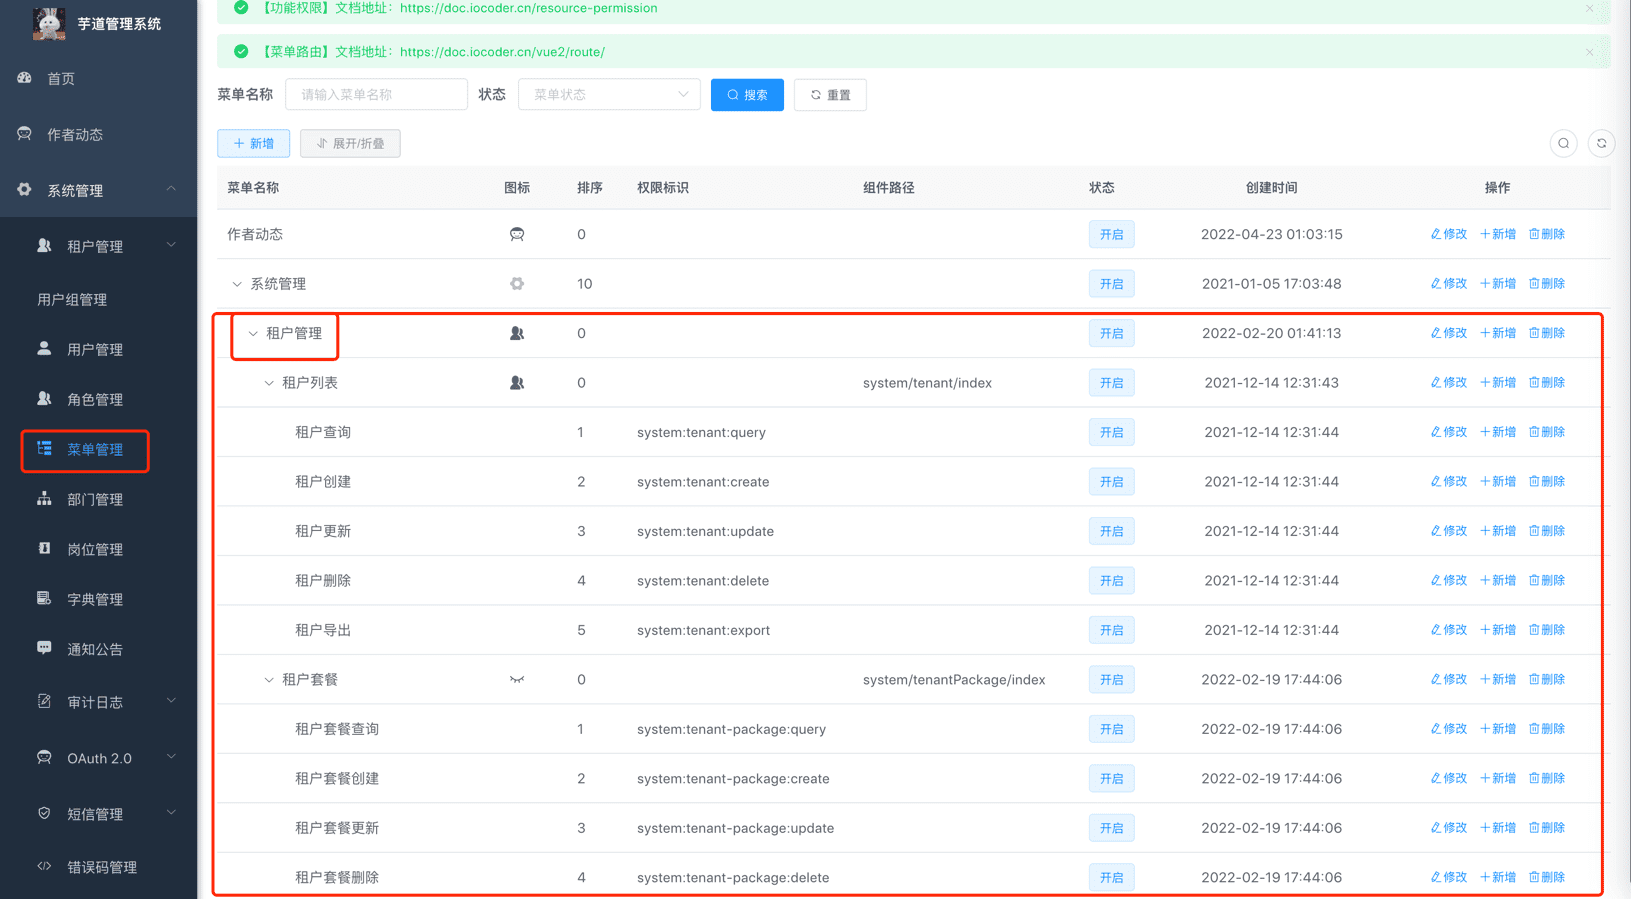 芋道管理系统
首页
作者动态
系统管理
租户管理
用户组管理
用户管理
角色管理
菜单管理
部门管理
岗位管理
字典管理
通知公告
审计日志
OAuth 2.0
短信管理
错误码管理
【功能权限】文档地址：https://doc.iocoder.cn/resource-permission
【菜单路由】文档地址：https://doc.iocoder.cn/vue2/route/
菜单名称 请输入菜单名称 状态 菜单状态 搜索 重置
新增 展开/折叠
菜单名称 图标 排序 权限标识 组件路径 状态 创建时间 操作
作者动态 0 开启 2022-04-23 01:03:15 修改 新增 删除
系统管理 10 开启 2021-01-05 17:03:48 修改 新增 删除
租户管理 0 开启 2022-02-20 01:41:13 修改 新增 删除
租户列表 0 system/tenant/index 开启 2021-12-14 12:31:43 修改 新增 删除
租户查询 1 system:tenant:query 开启 2021-12-14 12:31:44 修改 新增 删除
租户创建 2 system:tenant:create 开启 2021-12-14 12:31:44 修改 新增 删除
租户更新 3 system:tenant:update 开启 2021-12-14 12:31:44 修改 新增 删除
租户删除 4 system:tenant:delete 开启 2021-12-14 12:31:44 修改 新增 删除
租户导出 5 system:tenant:export 开启 2021-12-14 12:31:44 修改 新增 删除
租户套餐 0 system/tenantPackage/index 开启 2022-02-19 17:44:06 修改 新增 删除
租户套餐查询 1 system:tenant-package:query 开启 2022-02-19 17:44:06 修改 新增 删除
租户套餐创建 2 system:tenant-package:create 开启 2022-02-19 17:44:06 修改 新增 删除
租户套餐更新 3 system:tenant-package:update 开启 2022-02-19 17:44:06 修改 新增 删除
租户套餐删除 4 system:tenant-package:delete 开启 2022-02-19 17:44:06 修改 新增 删除